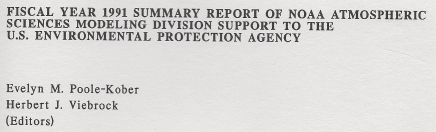 FISCAL YEAR 1991 SUMMARY REPORT OF NOAA ATMOSPHERIC
SCIENCES MODELING DIVISION SUPPORT TO THE
U.S. ENVIRONMENTAL PROTECTION AGENCY
Evelyn M. Poole-Kober
Herbert J. Viebrock
(Editors)